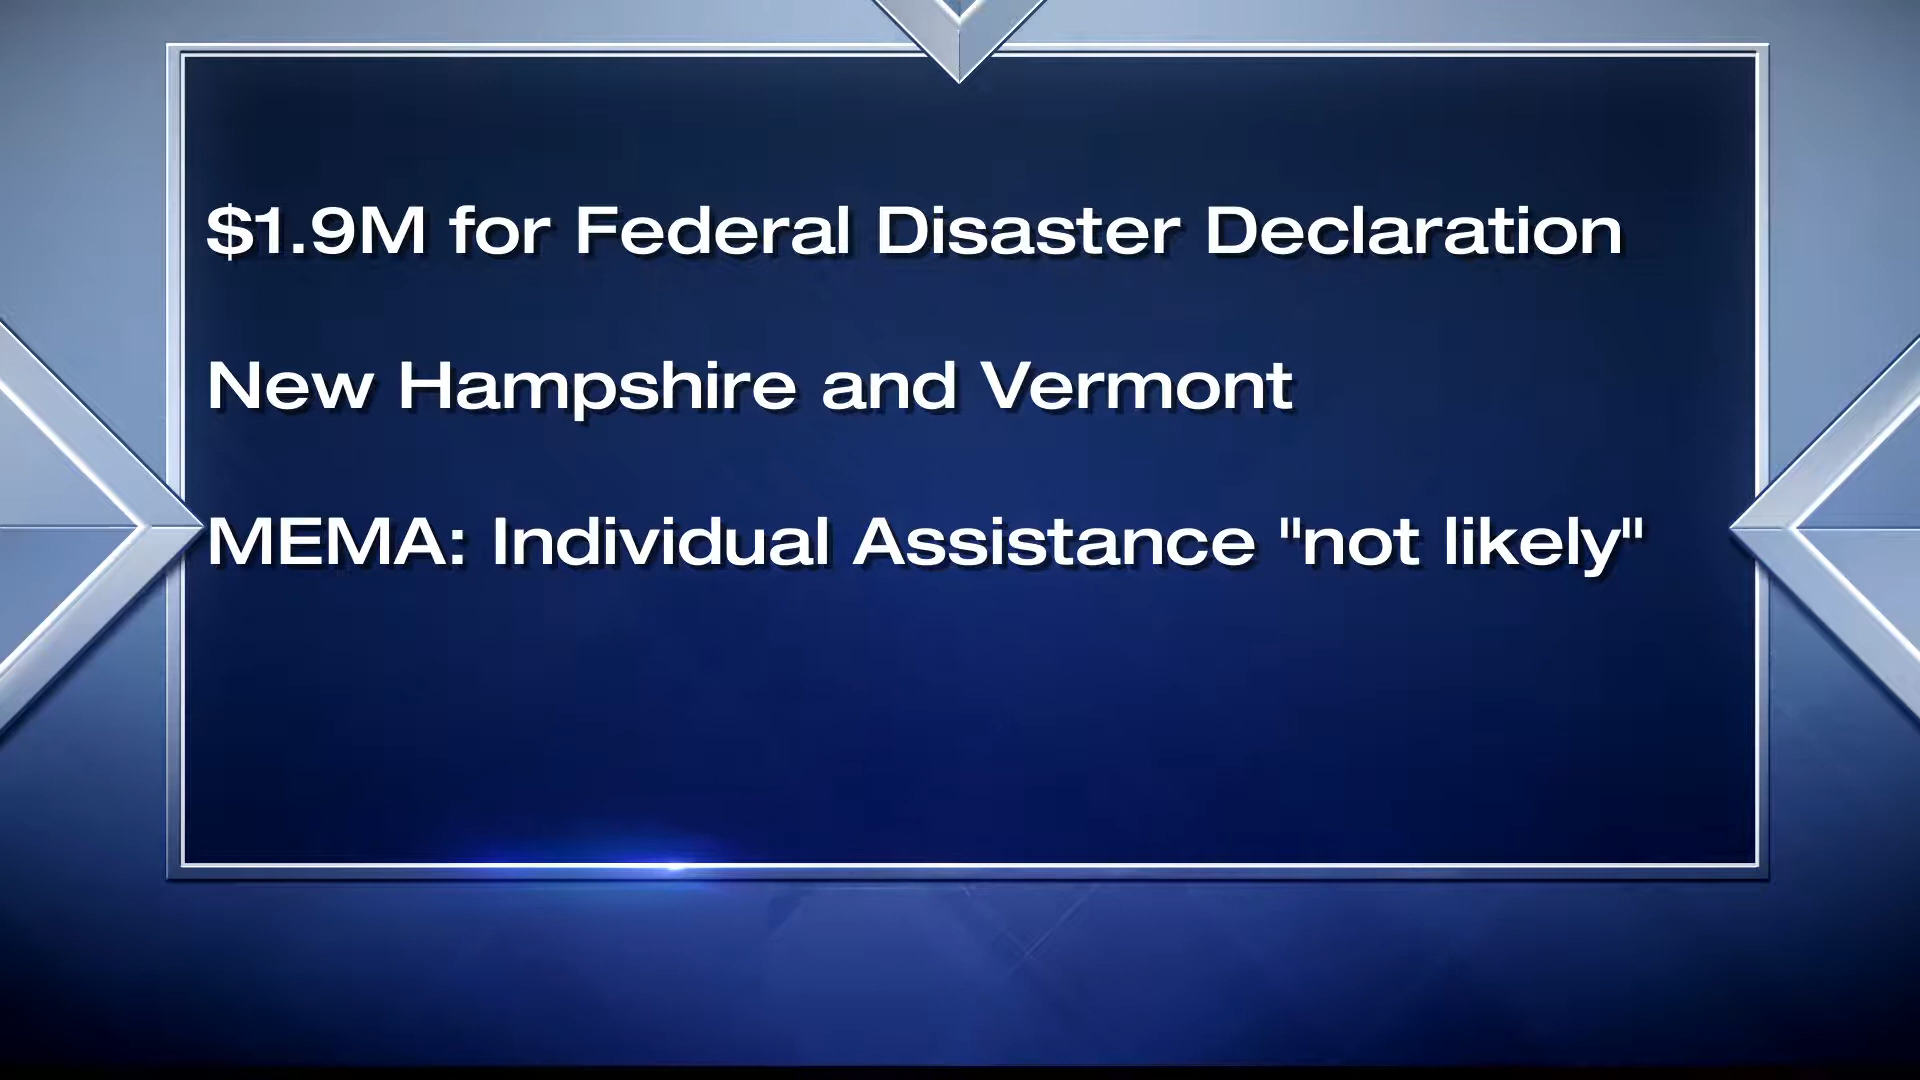 $1.9M for Federal Disaster Declaration
New Hampshire and Vermont
MEMA: Individual Assistance "not likely"